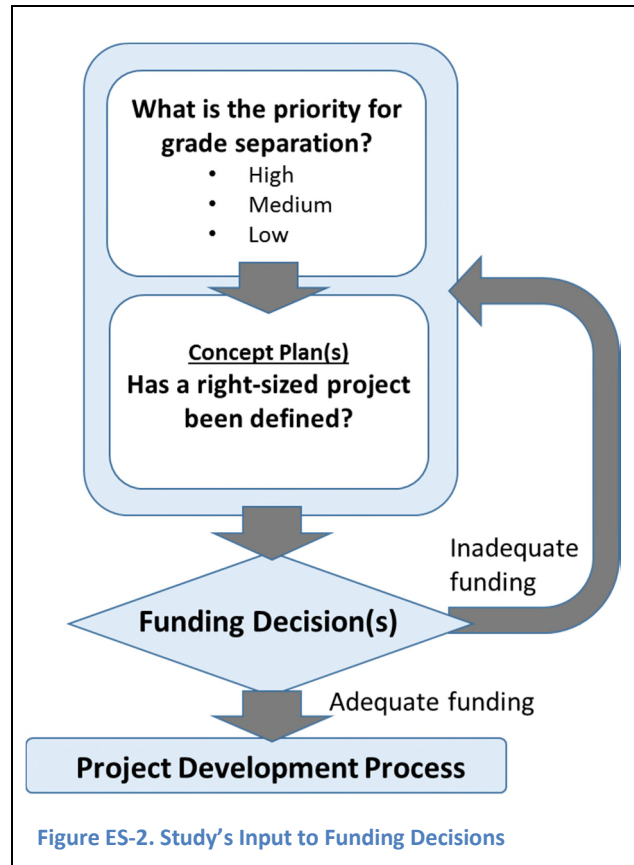 What is the priority for
grade separation?
• High
• Medium
• Low
Concept Plan(s)
Has a right-sized project
been defined?
Inadequate
funding
Funding Decision(s)
Adequate funding
Project Development Process
Figure ES-2. Study's Input to Funding Decisions